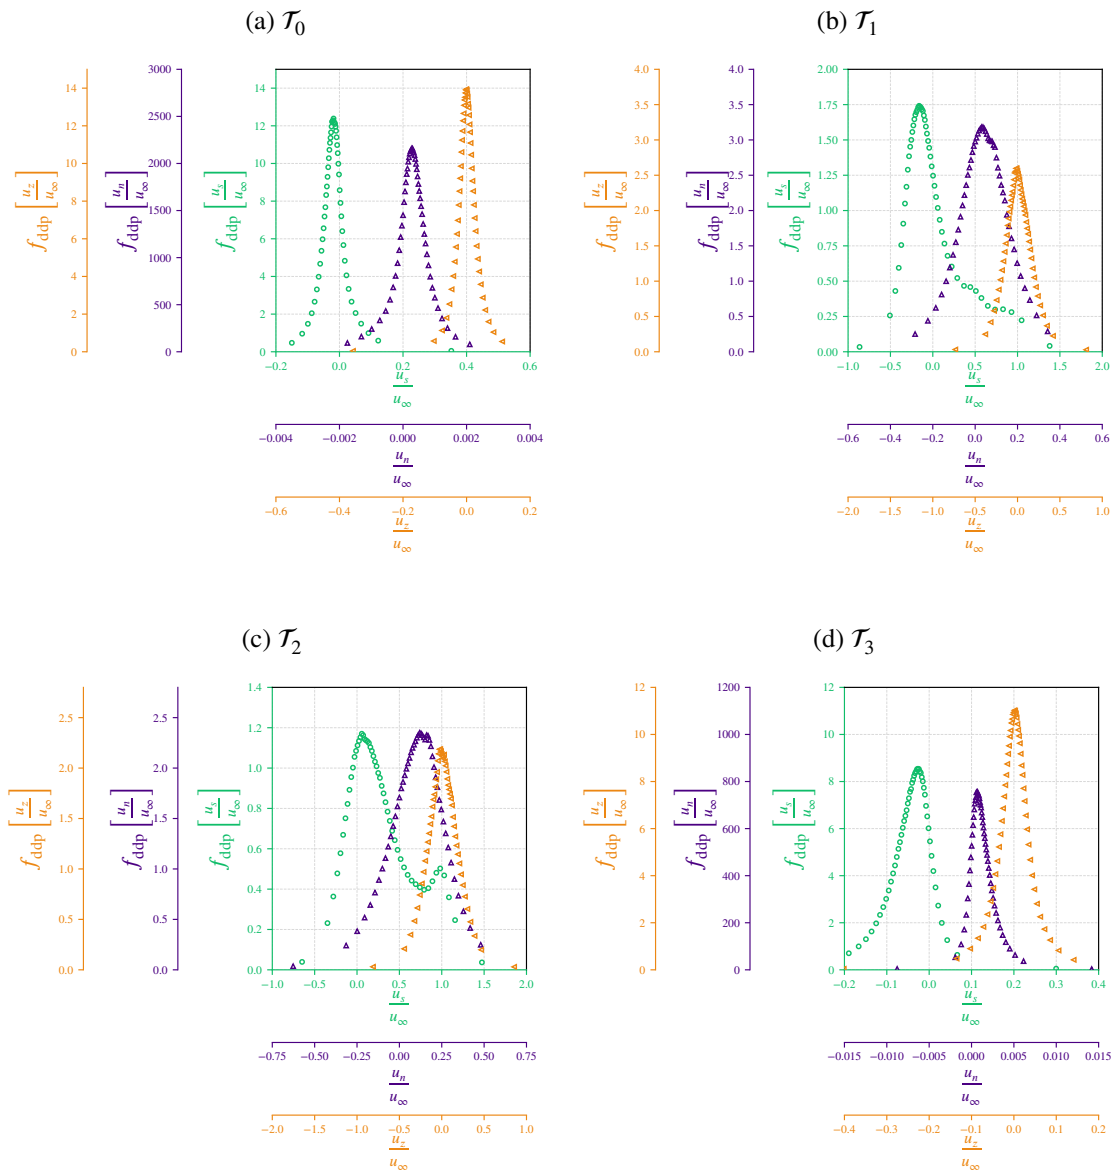 (a) 𝒯0
(b) 𝒯1
14
12
10
8
6
4
2
0
f_ddp [u_z/u_∞]
3000
2500
2000
1500
1000
500
0
f_ddp [u_n/u_∞]
14
12
10
8
6
4
2
0
f_ddp [u_s/u_∞]
−0.2 0.0 0.2 0.4 0.6
u_s/u_∞
−0.004 −0.002 0.000 0.002 0.004
u_n/u_∞
−0.6 −0.4 −0.2 0.0 0.2
u_z/u_∞
4.0
3.5
3.0
2.5
2.0
1.5
1.0
0.5
0.0
f_ddp [u_z/u_∞]
4.0
3.5
3.0
2.5
2.0
1.5
1.0
0.5
0.0
f_ddp [u_n/u_∞]
2.00
1.75
1.50
1.25
1.00
0.75
0.50
0.25
0.00
f_ddp [u_s/u_∞]
−1.0 −0.5 0.0 0.5 1.0 1.5 2.0
u_s/u_∞
−0.6 −0.4 −0.2 0.0 0.2 0.4 0.6
u_n/u_∞
−2.0 −1.5 −1.0 −0.5 0.0 0.5 1.0
u_z/u_∞
(c) 𝒯2
(d) 𝒯3
2.5
2.0
1.5
1.0
0.5
0.0
f_ddp [u_z/u_∞]
2.5
2.0
1.5
1.0
0.5
0.0
f_ddp [u_n/u_∞]
1.4
1.2
1.0
0.8
0.6
0.4
0.2
0.0
f_ddp [u_s/u_∞]
−1.0 −0.5 0.0 0.5 1.0 1.5 2.0
u_s/u_∞
−0.75 −0.50 −0.25 0.00 0.25 0.50 0.75
u_n/u_∞
−2.0 −1.5 −1.0 −0.5 0.0 0.5 1.0
u_z/u_∞
12
10
8
6
4
2
0
f_ddp [u_z/u_∞]
1200
1000
800
600
400
200
0
f_ddp [u_n/u_∞]
12
10
8
6
4
2
0
f_ddp [u_s/u_∞]
−0.2 −0.1 0.0 0.1 0.2 0.3 0.4
u_s/u_∞
−0.015 −0.010 −0.005 0.000 0.005 0.010 0.015
u_n/u_∞
−0.4 −0.3 −0.2 −0.1 0.0 0.1 0.2
u_z/u_∞